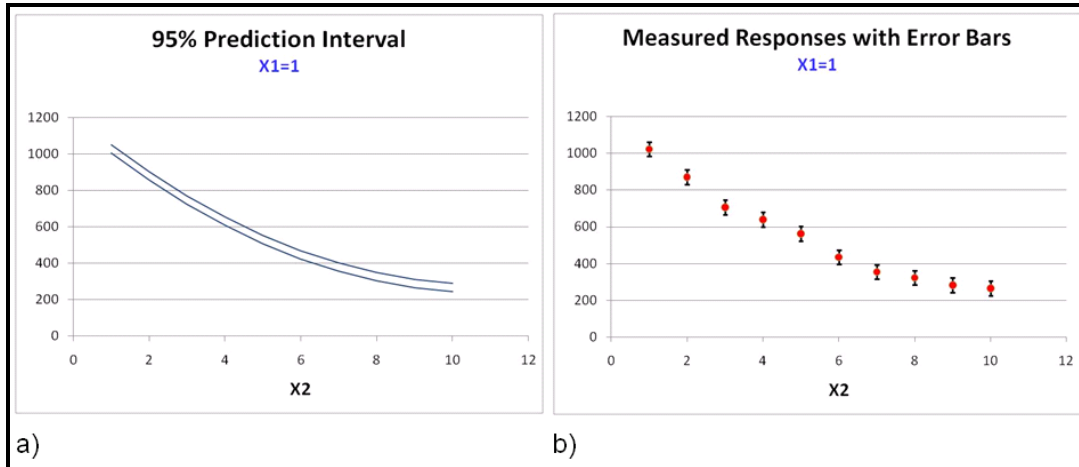 95% Prediction Interval
X1=1
1200
1000
800
600
400
200
0
0 2 4 6 8 10 12
X2
a)
Measured Responses with Error Bars
X1=1
1200
1000
800
600
400
200
0
0 2 4 6 8 10 12
X2
b)